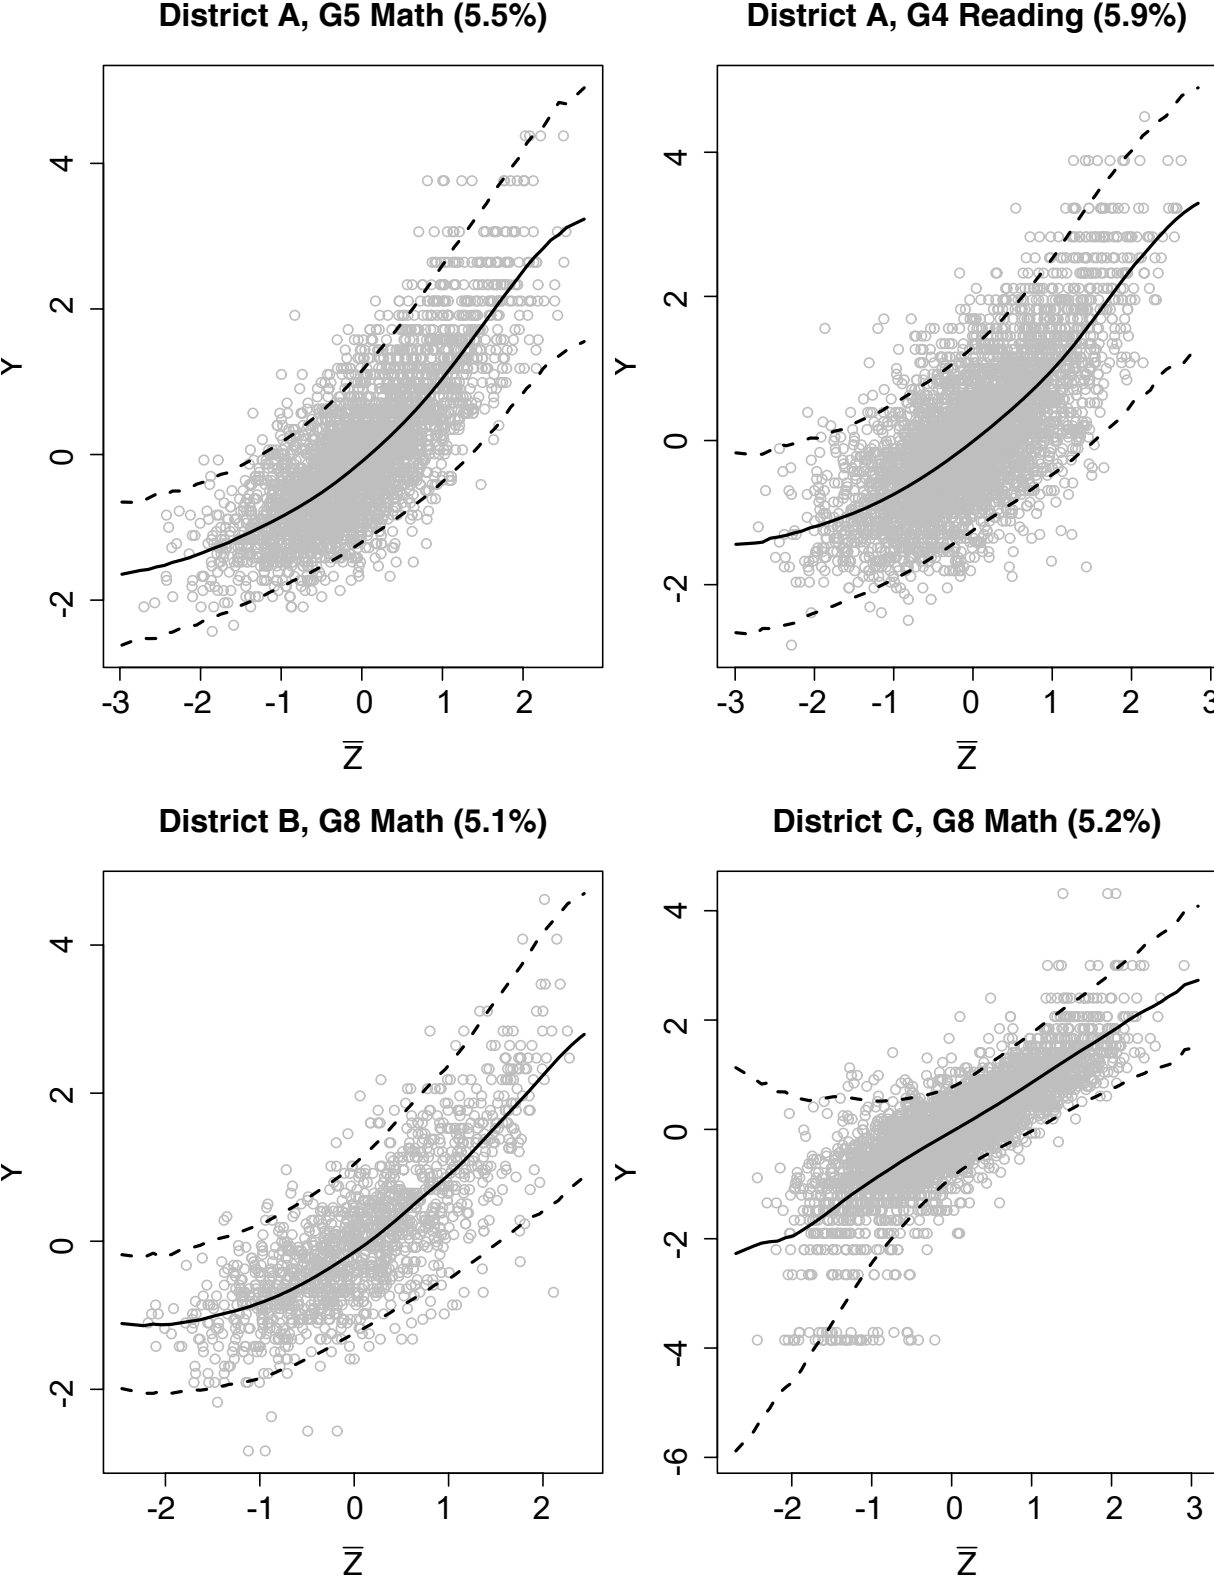 District A, G5 Math (5.5%)
Y
4
2
0
-2
-3 -2 -1 0 1 2
Z̅
District A, G4 Reading (5.9%)
Y
4
2
0
-2
-3 -2 -1 0 1 2 3
Z̅
District B, G8 Math (5.1%)
Y
4
2
0
-2
-2 -1 0 1 2
Z̅
District C, G8 Math (5.2%)
Y
4
2
0
-2
-4
-6
-2 -1 0 1 2 3
Z̅